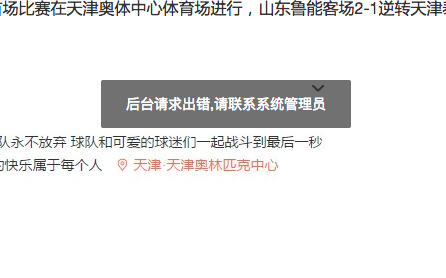 首场比赛在天津奥体中心体育场进行，山东鲁能客场2-1逆转天津泰
后台请求出错,请联系系统管理员
队永不放弃 球队和可爱的球迷们一起战斗到最后一秒
的快乐属于每个人 天津·天津奥林匹克中心